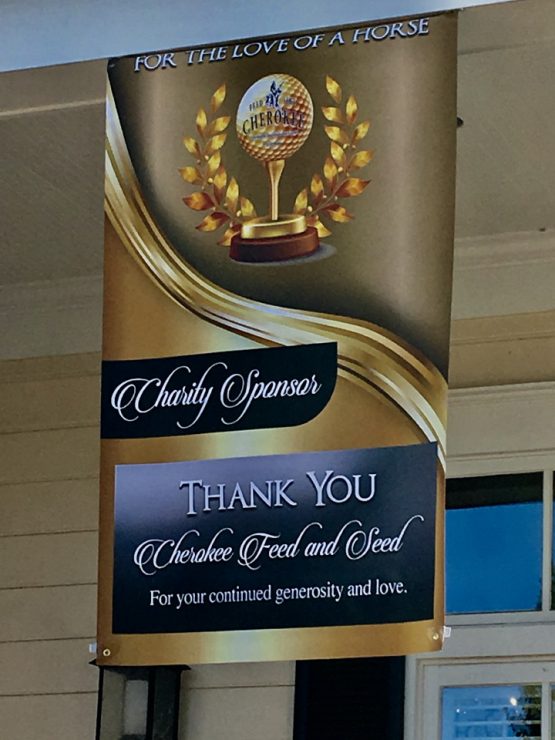 FOR THE LOVE OF A HORSE
CHEROKEE
Charity Sponsor
THANK YOU
Cherokee Feed and Seed
For your continued generosity and love.